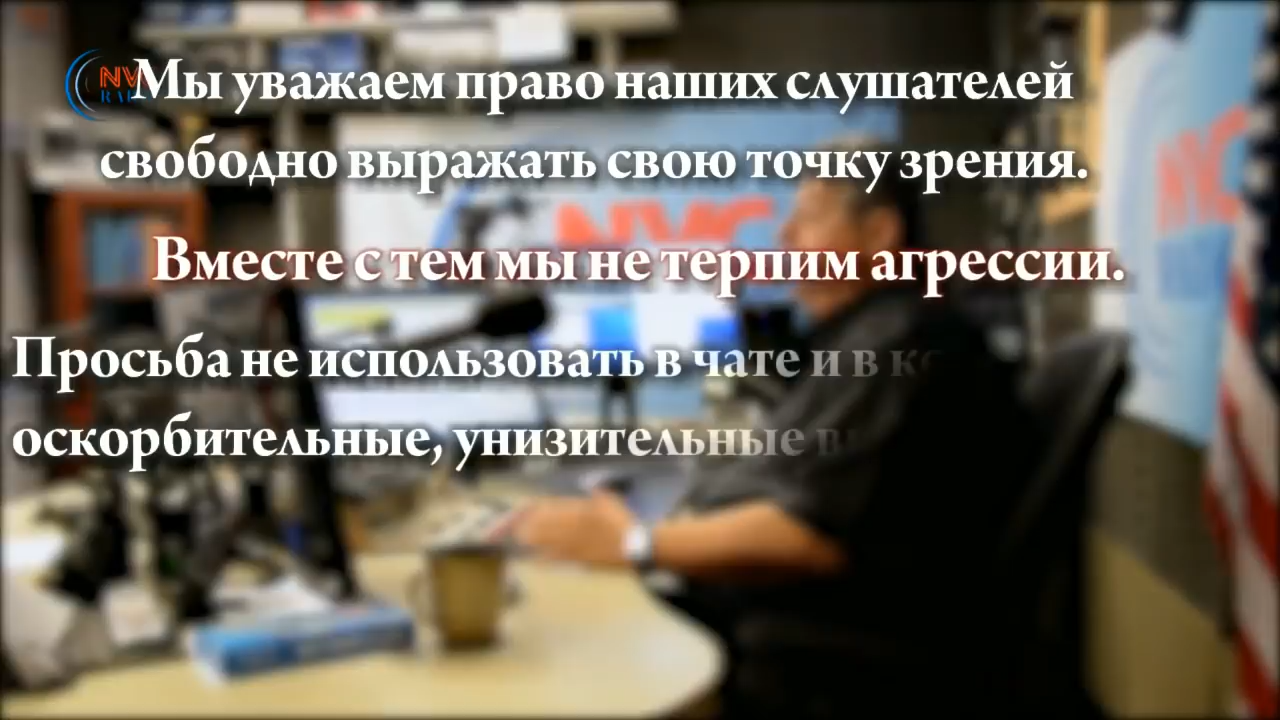 Мы уважаем право наших слушателей
свободно выражать свою точку зрения.
Вместе с тем мы не терпим агрессии.
Просьба не использовать в чате и в
оскорбительные, унизительные
NYC